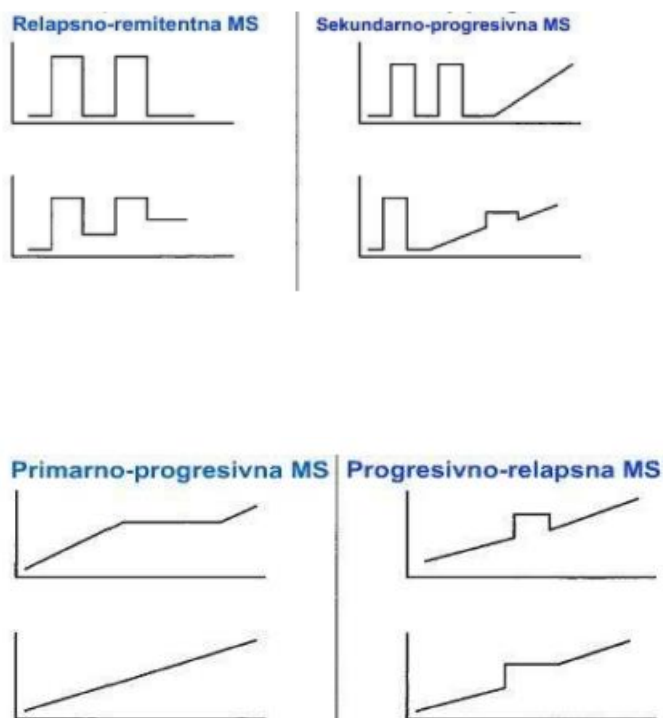 Relapsno-remitentna MS
Sekundarno-progresivna MS
Primarno-progresivna MS
Progresivno-relapsna MS